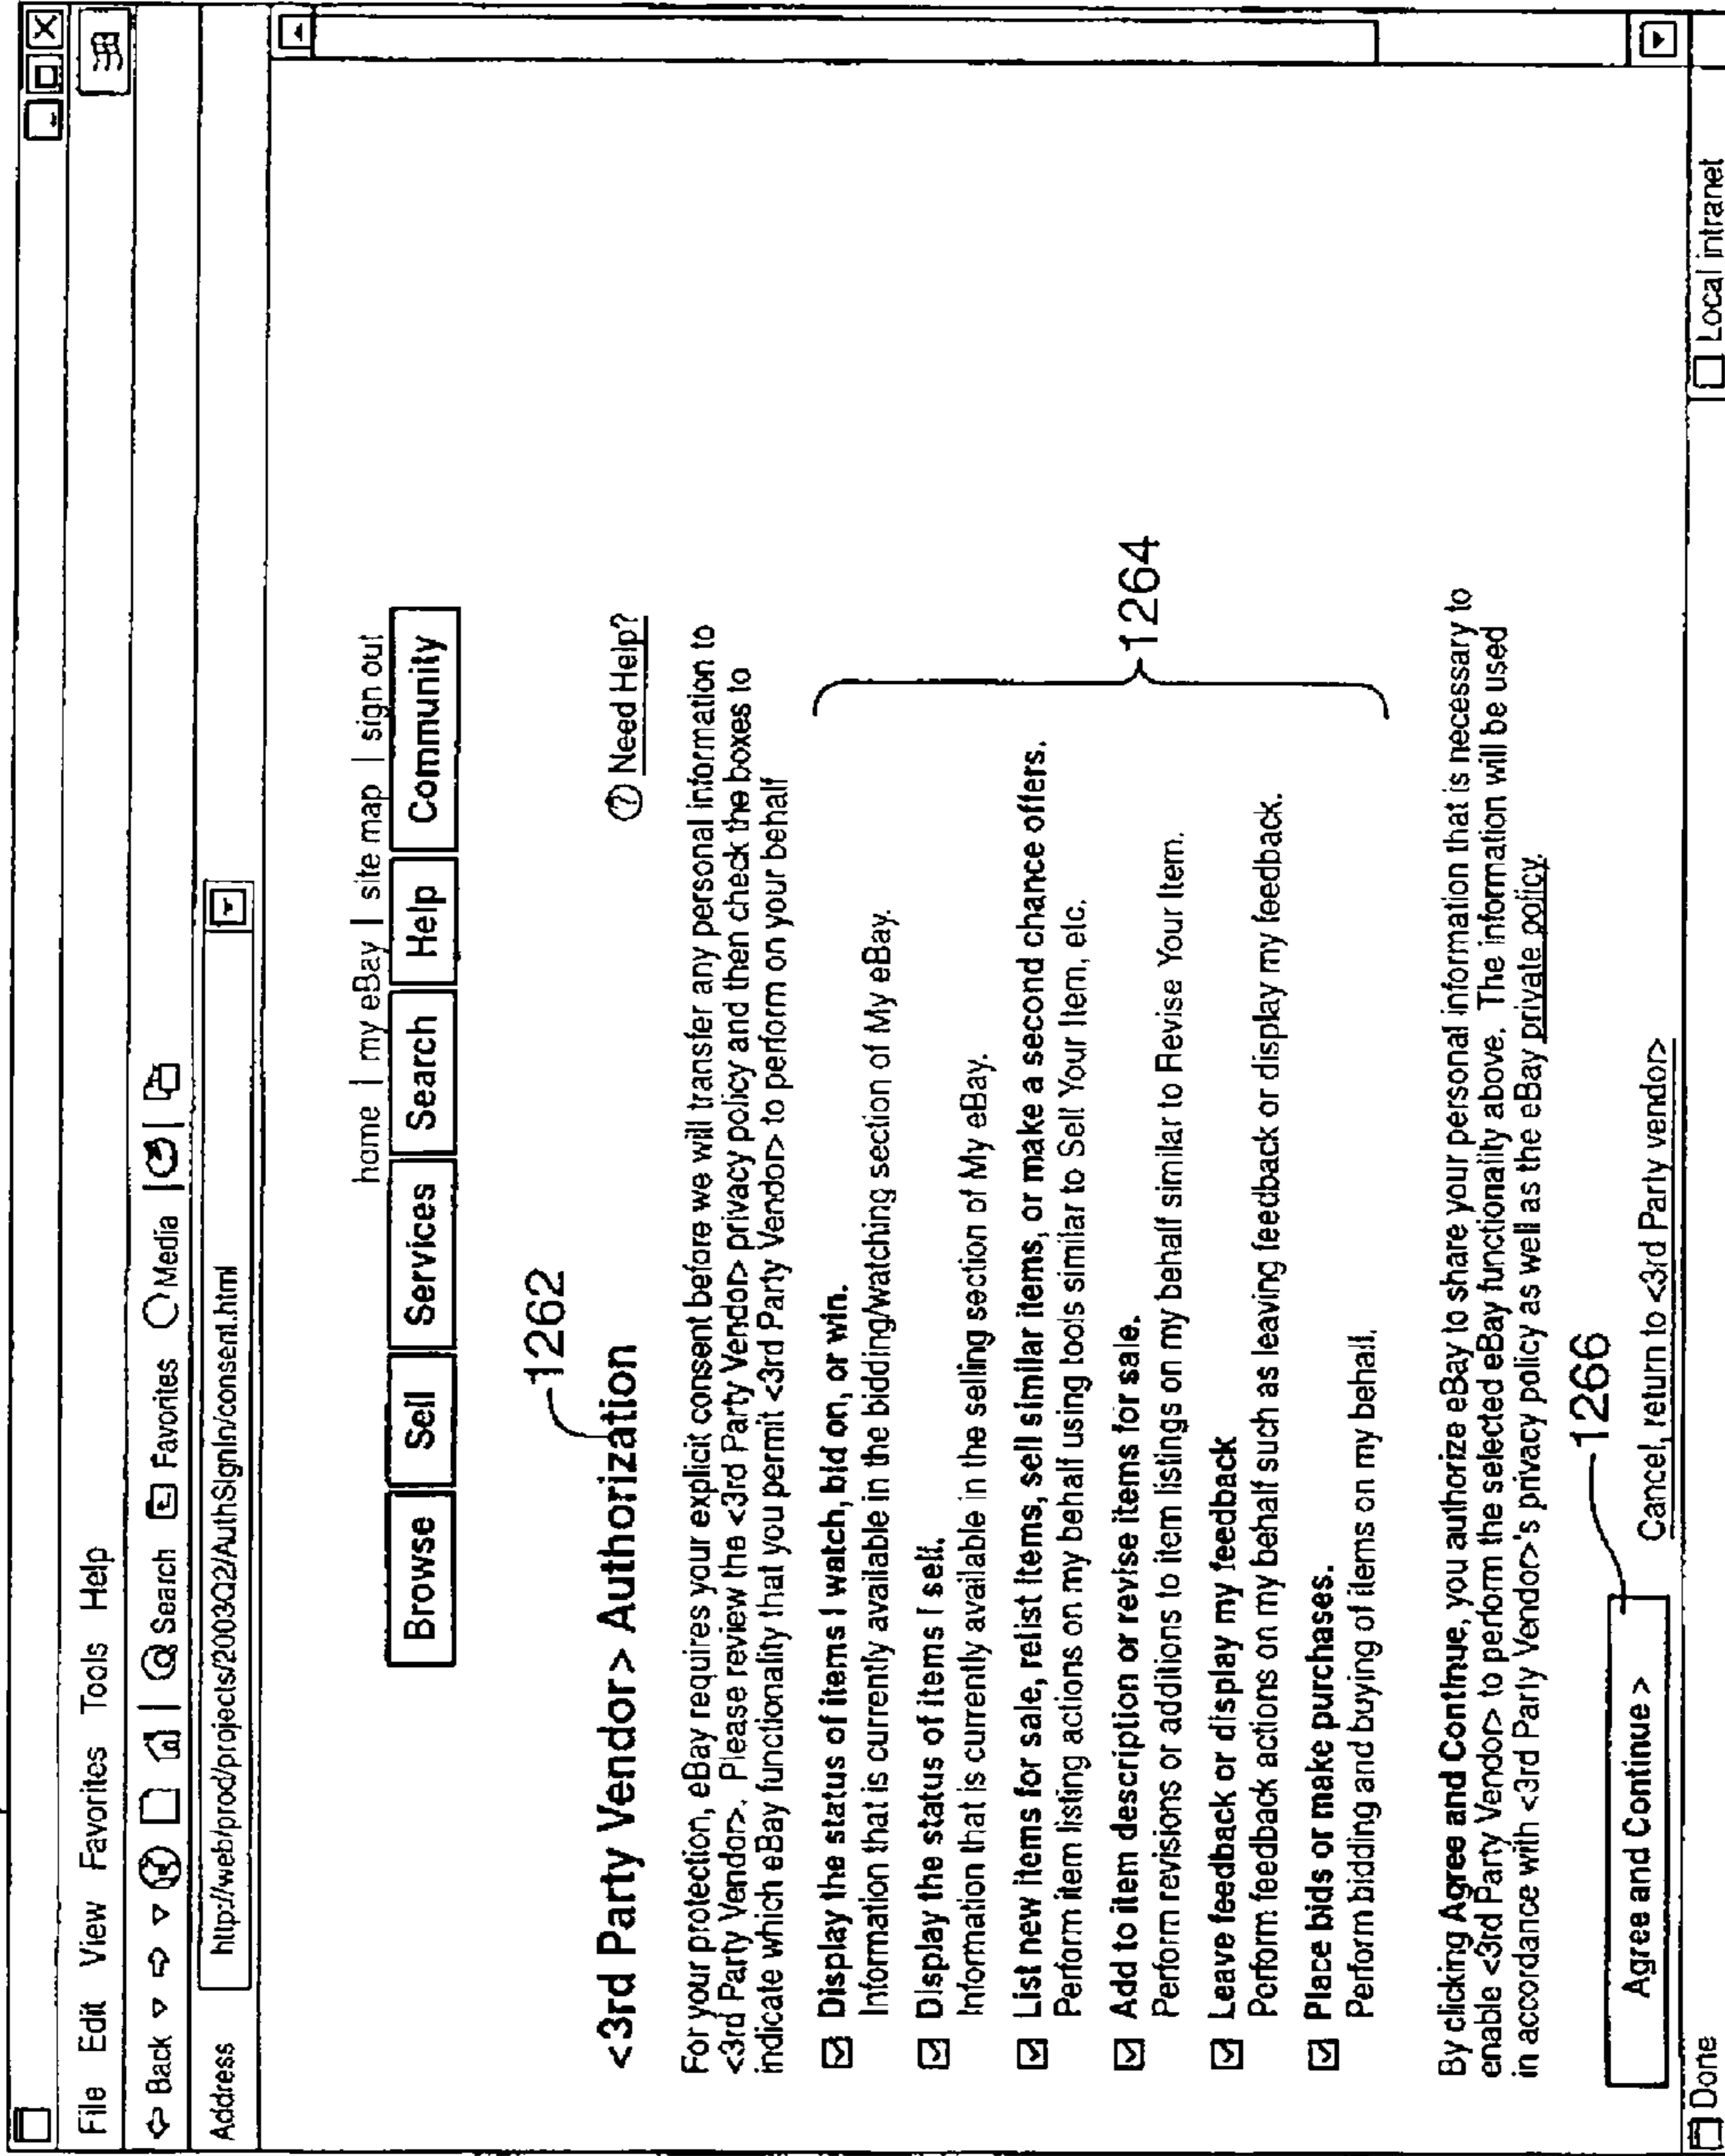 File Edit View Favorites Tools Help
Back Search Favorites Media
Address http://web/prod/projects/2003Q2/AuthSignIn/consent.html
home | my eBay | site map | sign out
Browse Sell Services Search Help Community
1262
<3rd Party Vendor> Authorization
? Need Help?
For your protection, eBay requires your explicit consent before we will transfer any personal information to
<3rd Party Vendor>. Please review the <3rd Party Vendor> privacy policy and then check the boxes to
indicate which eBay functionality that you permit <3rd Party Vendor> to perform on your behalf
Display the status of items I watch, bid on, or win.
Information that is currently available in the bidding/watching section of My eBay.
Display the status of items I sell.
Information that is currently available in the selling section of My eBay.
List new items for sale, relist items, sell similar items, or make a second chance offers.
Perform item listing actions on my behalf using tools similar to Sell Your Item, etc.
Add to item description or revise items for sale.
Perform revisions or additions to item listings on my behalf similar to Revise Your Item.
Leave feedback or display my feedback
Perform feedback actions on my behalf such as leaving feedback or display my feedback.
Place bids or make purchases.
Perform bidding and buying of items on my behalf.
1264
By clicking Agree and Continue, you authorize eBay to share your personal information that is necessary to
enable <3rd Party Vendor> to perform the selected eBay functionality above. The information will be used
in accordance with <3rd Party Vendor>'s privacy policy as well as the eBay private policy.
1266
Agree and Continue > Cancel, return to <3rd Party vendor>
Done Local intranet